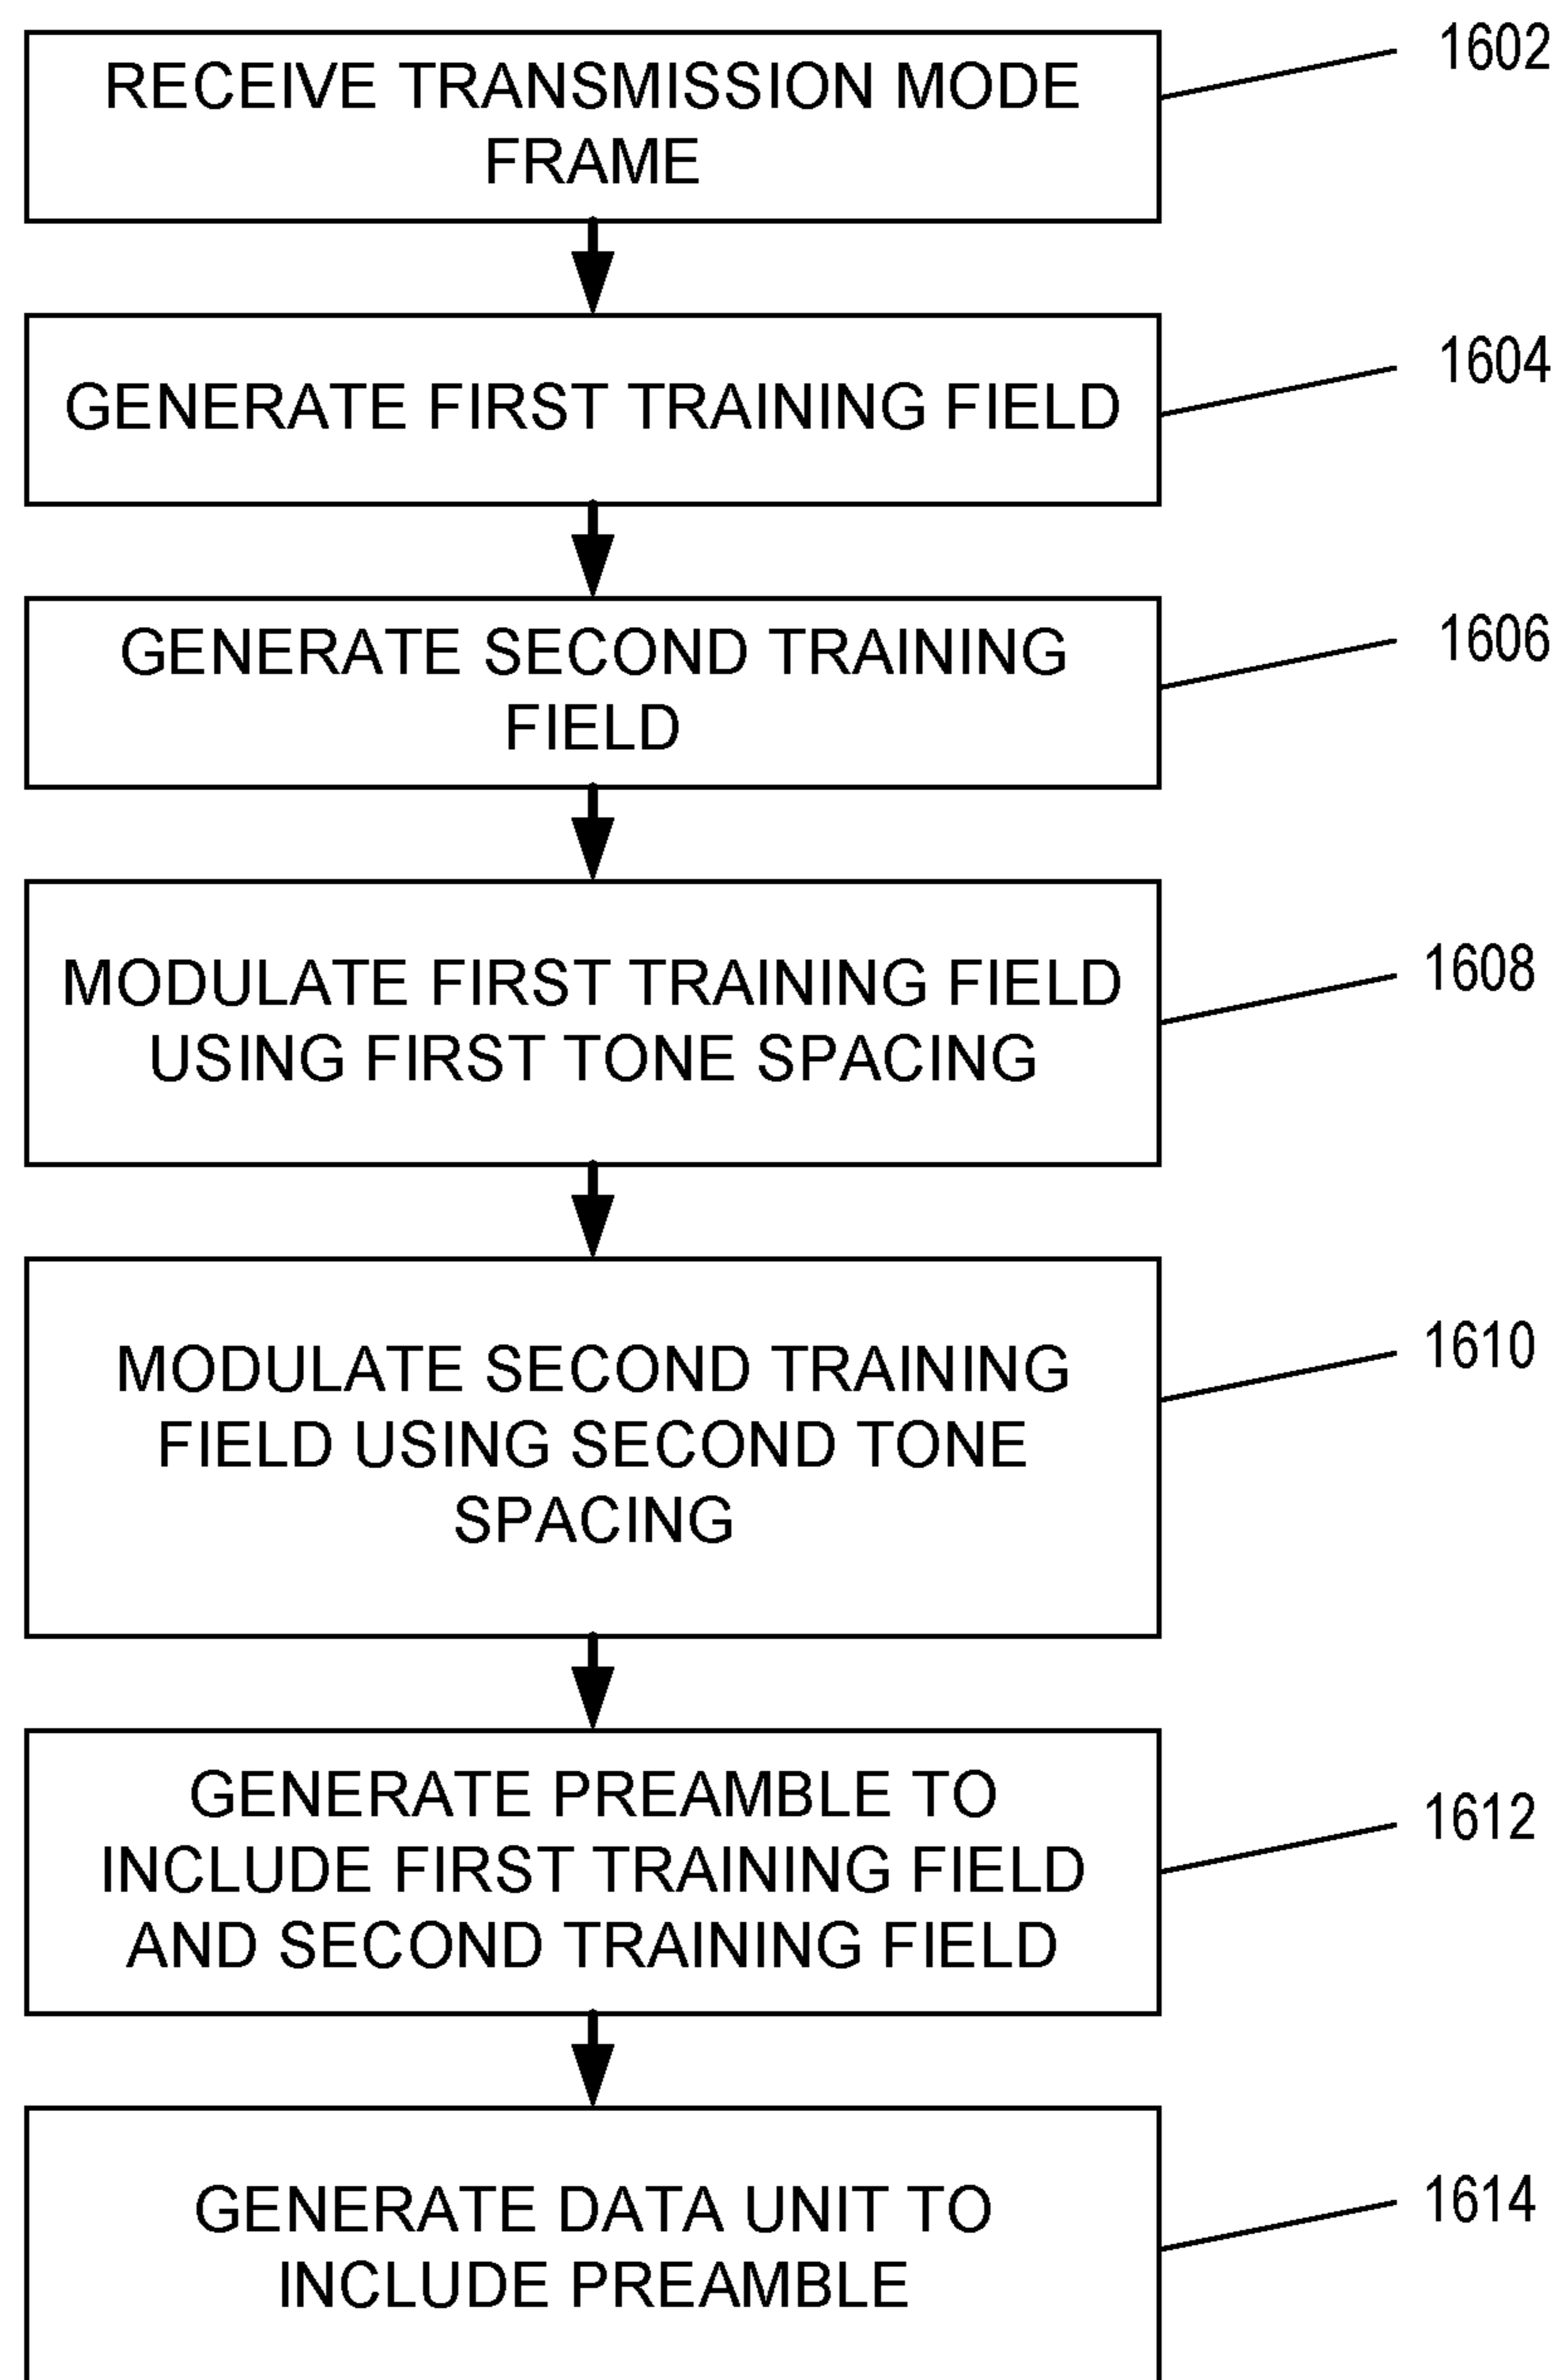 RECEIVE TRANSMISSION MODE
FRAME
1602
GENERATE FIRST TRAINING FIELD
1604
GENERATE SECOND TRAINING
FIELD
1606
MODULATE FIRST TRAINING FIELD
USING FIRST TONE SPACING
1608
MODULATE SECOND TRAINING
FIELD USING SECOND TONE
SPACING
1610
GENERATE PREAMBLE TO
INCLUDE FIRST TRAINING FIELD
AND SECOND TRAINING FIELD
1612
GENERATE DATA UNIT TO
INCLUDE PREAMBLE
1614